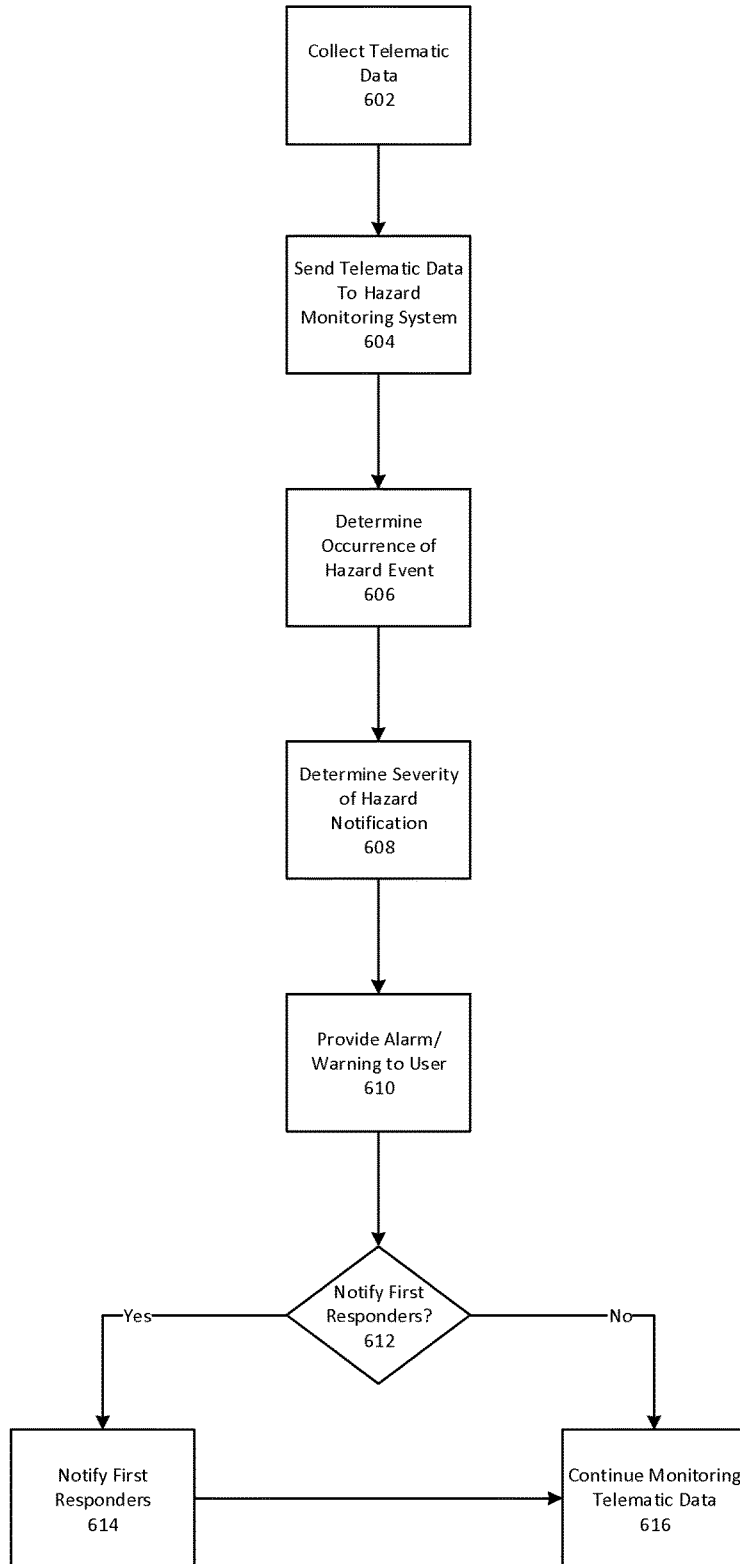 Collect Telematic
Data
602
Send Telematic Data
To Hazard
Monitoring System
604
Determine
Occurrence of
Hazard Event
606
Determine Severity
of Hazard
Notification
608
Provide Alarm/
Warning to User
610
Notify First
Responders?
612
Yes
No
Notify First
Responders
614
Continue Monitoring
Telematic Data
616